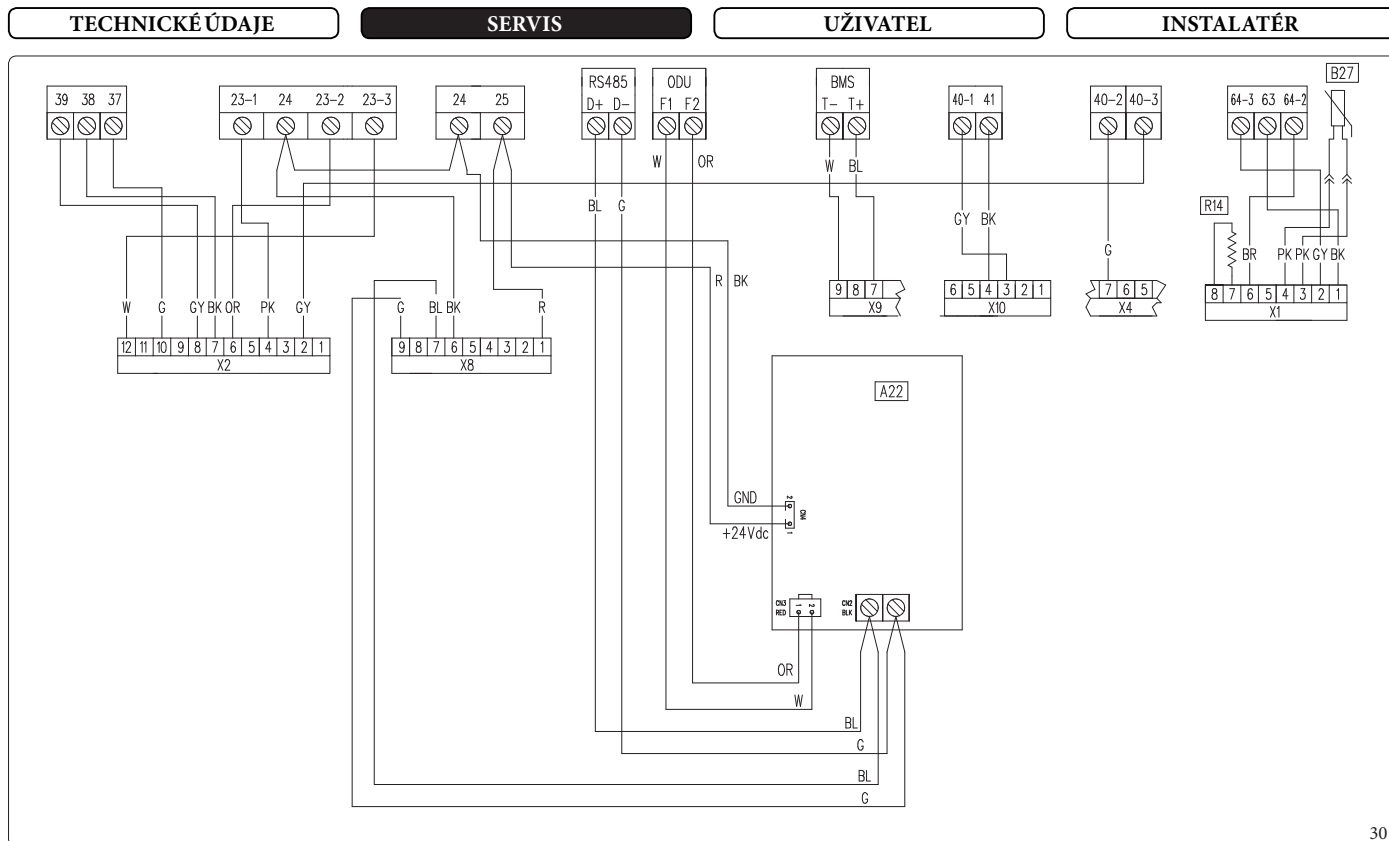 TECHNICKÉ ÚDAJE SERVIS UŽIVATEL INSTALATÉR
B27
RS485 ODU BMS
39 38 37 23-1 24 23-2 23-3 24 25 D+ D- F1 F2 T- T+ 40-1 41 40-2 40-3 64-3 63 64-2
W OR W BL
BL G GY BK R14
G BR PK PK GY BK
R BK
W G GY BK OR PK GY G BL BK R
9 8 7 6 5 4 3 2 1 7 6 5 8 7 6 5 4 3 2 1
X9 X10 X4 X1
12 11 10 9 8 7 6 5 4 3 2 1 9 8 7 6 5 4 3 2 1
X2 X8
A22
GND
2
CN4
1
+24Vdc
CN3 RED 1 2 CN2 BLK
OR
W
BL
G
BL
G
30